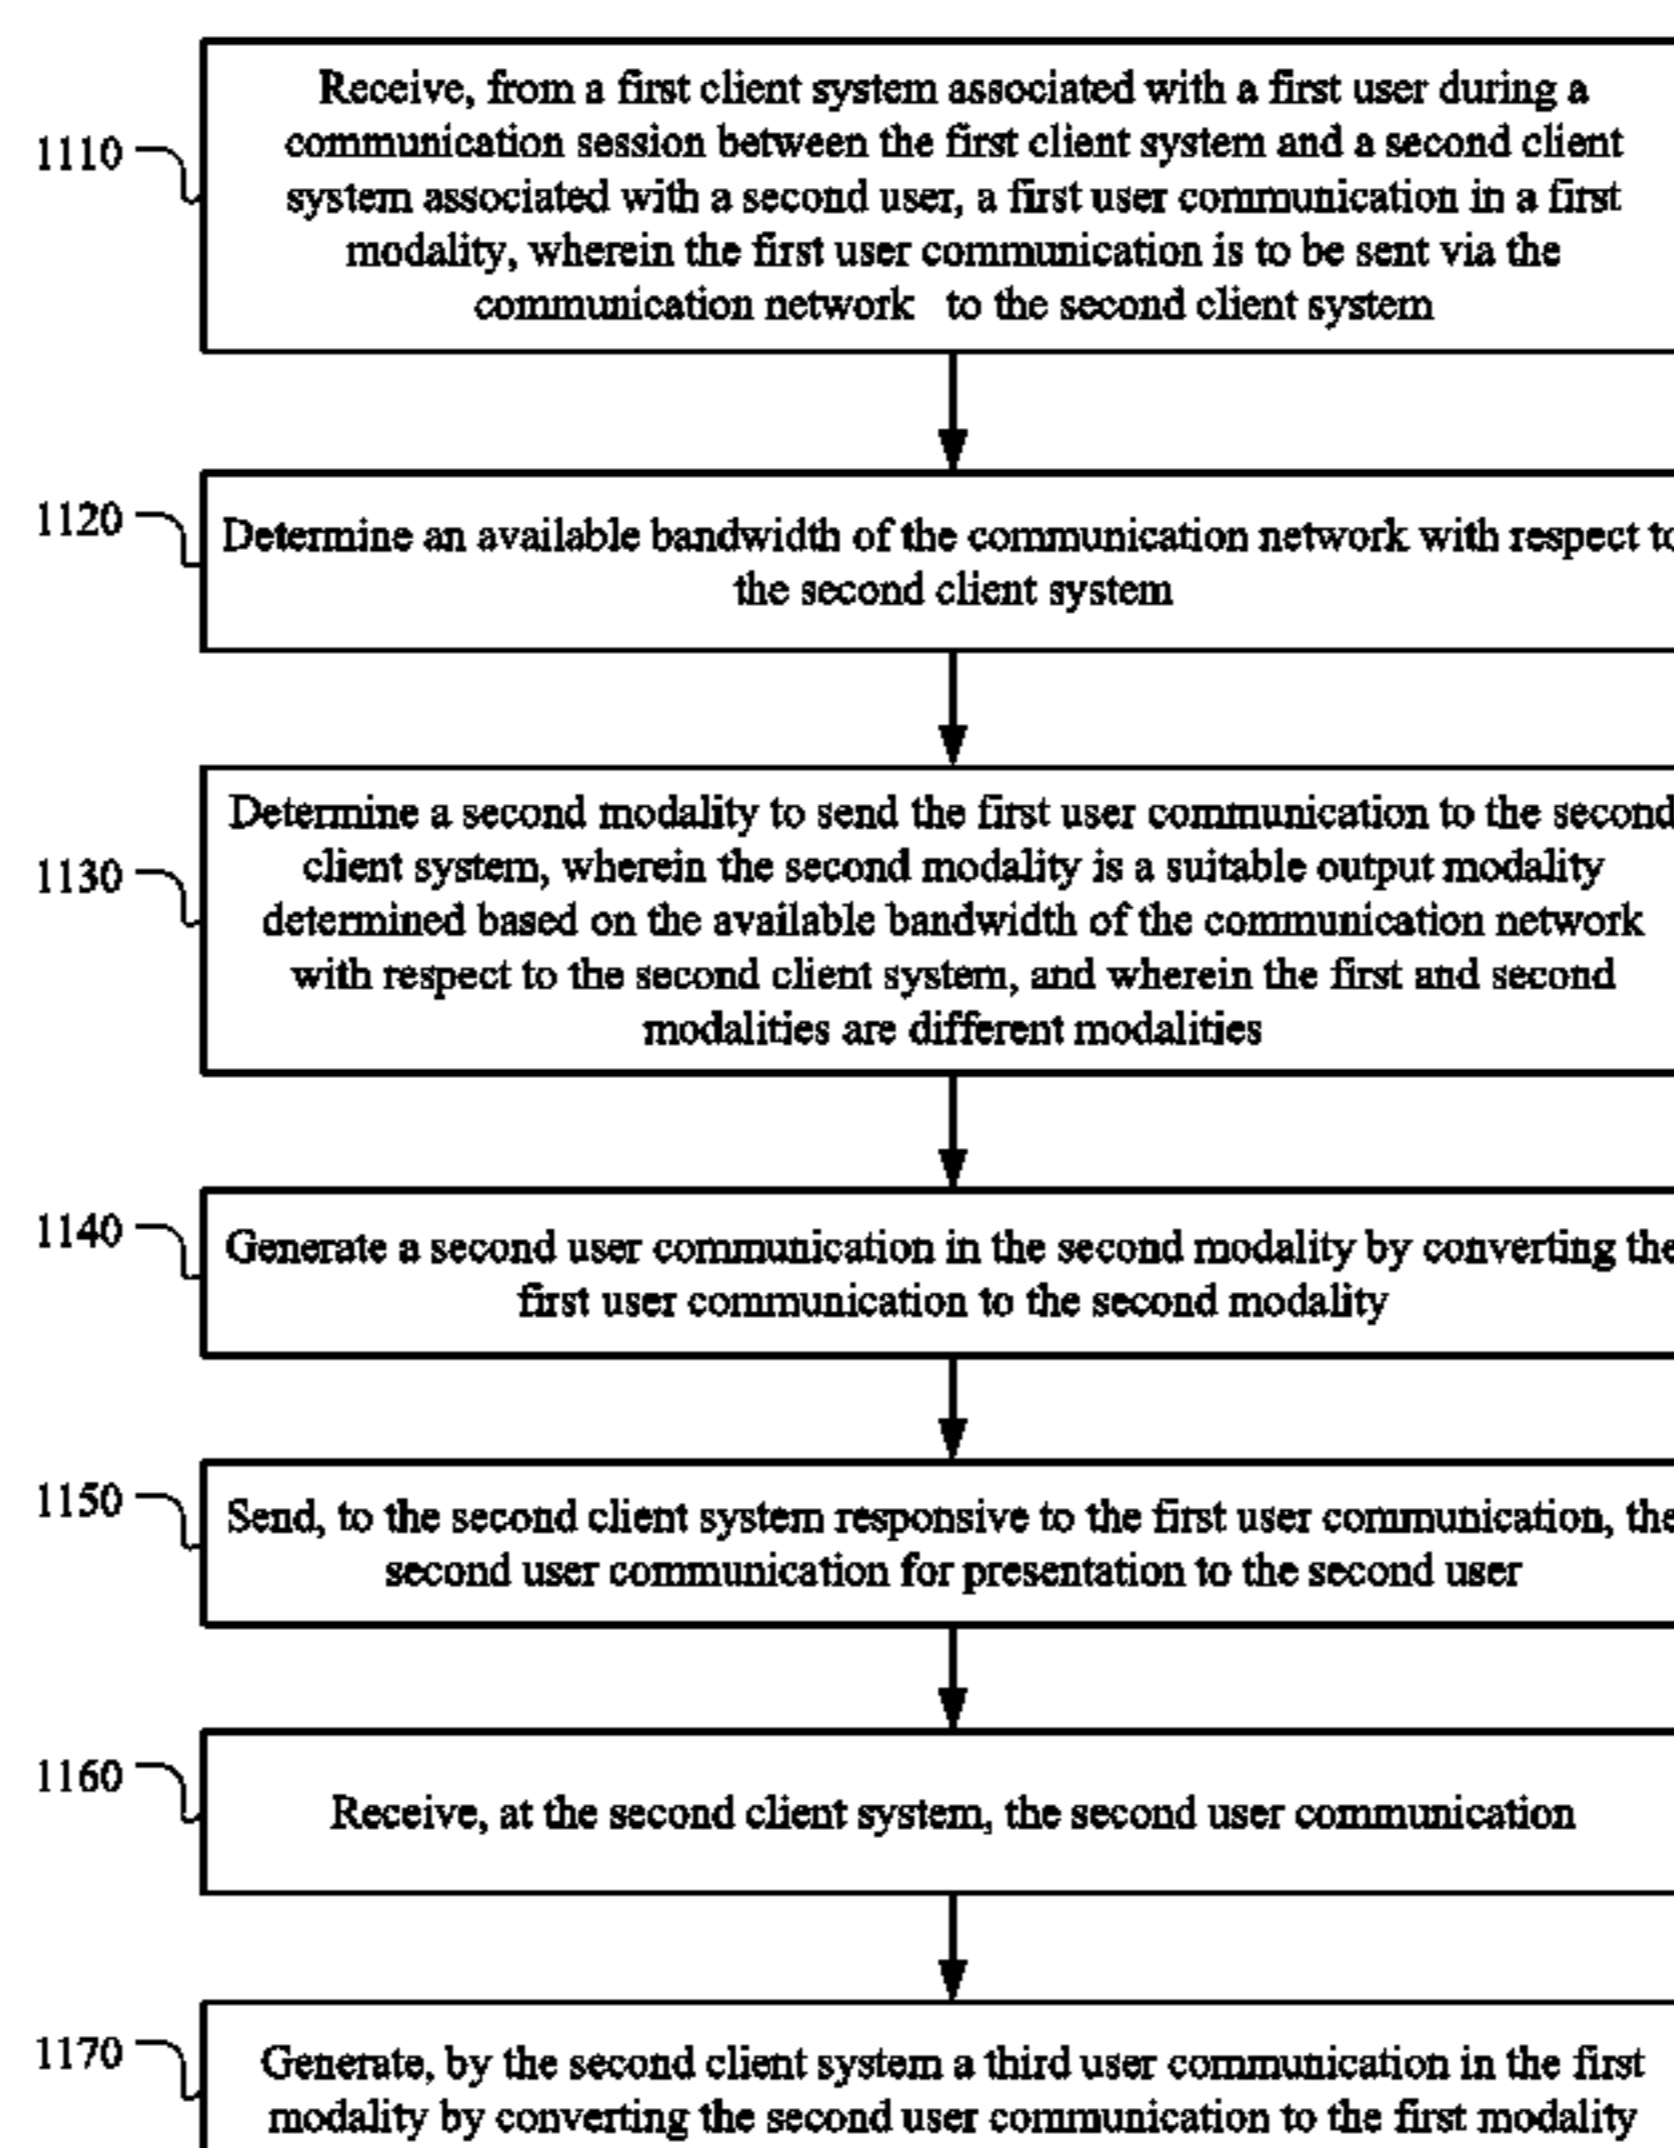 Receive, from a first client system associated with a first user during a
1110
communication session between the first client system and a second client
system associated with a second user, a first user communication in a first
modality, wherein the first user communication is to be sent via the
communication network to the second client system
1120
Determine an available bandwidth of the communication network with respect to
the second client system
Determine a second modality to send the first user communication to the second
1130
client system, wherein the second modality is a suitable output modality
determined based on the available bandwidth of the communication network
with respect to the second client system, and wherein the first and second
modalities are different modalities
1140
Generate a second user communication in the second modality by converting the
first user communication to the second modality
1150
Send, to the second client system responsive to the first user communication, the
second user communication for presentation to the second user
1160
Receive, at the second client system, the second user communication
1170
Generate, by the second client system a third user communication in the first
modality by converting the second user communication to the first modality